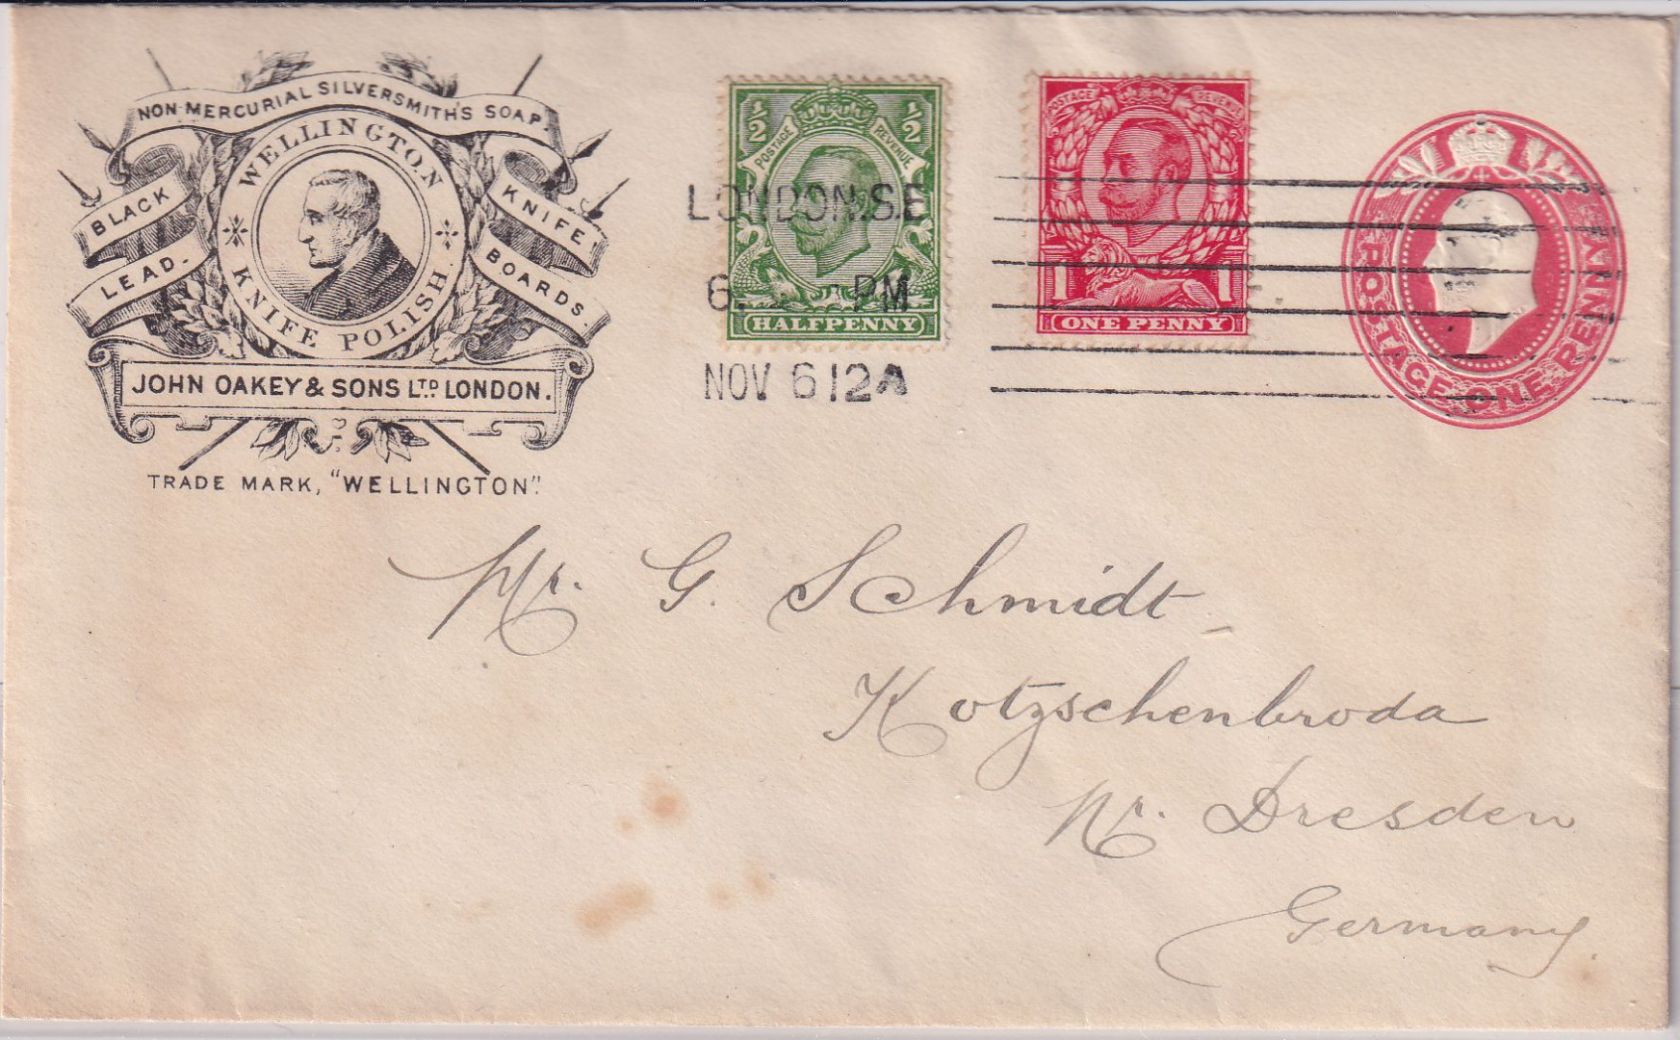 NON-MERCURIAL SILVERSMITH'S SOAP.
WELLINGTON
KNIFE POLISH.
BLACK
LEAD.
KNIFE
BOARDS.
JOHN OAKEY & SONS LTD LONDON.
TRADE MARK, "WELLINGTON".
½ ½
POSTAGE REVENUE
HALFPENNY
POSTAGE REVENUE
1 1
ONE PENNY
POSTAGE ONE PENNY
LONDON.S.E
6. PM
NOV 6 12A
Mr. G. Schmidt
Kotzschenbroda
Nr. Dresden
Germany.